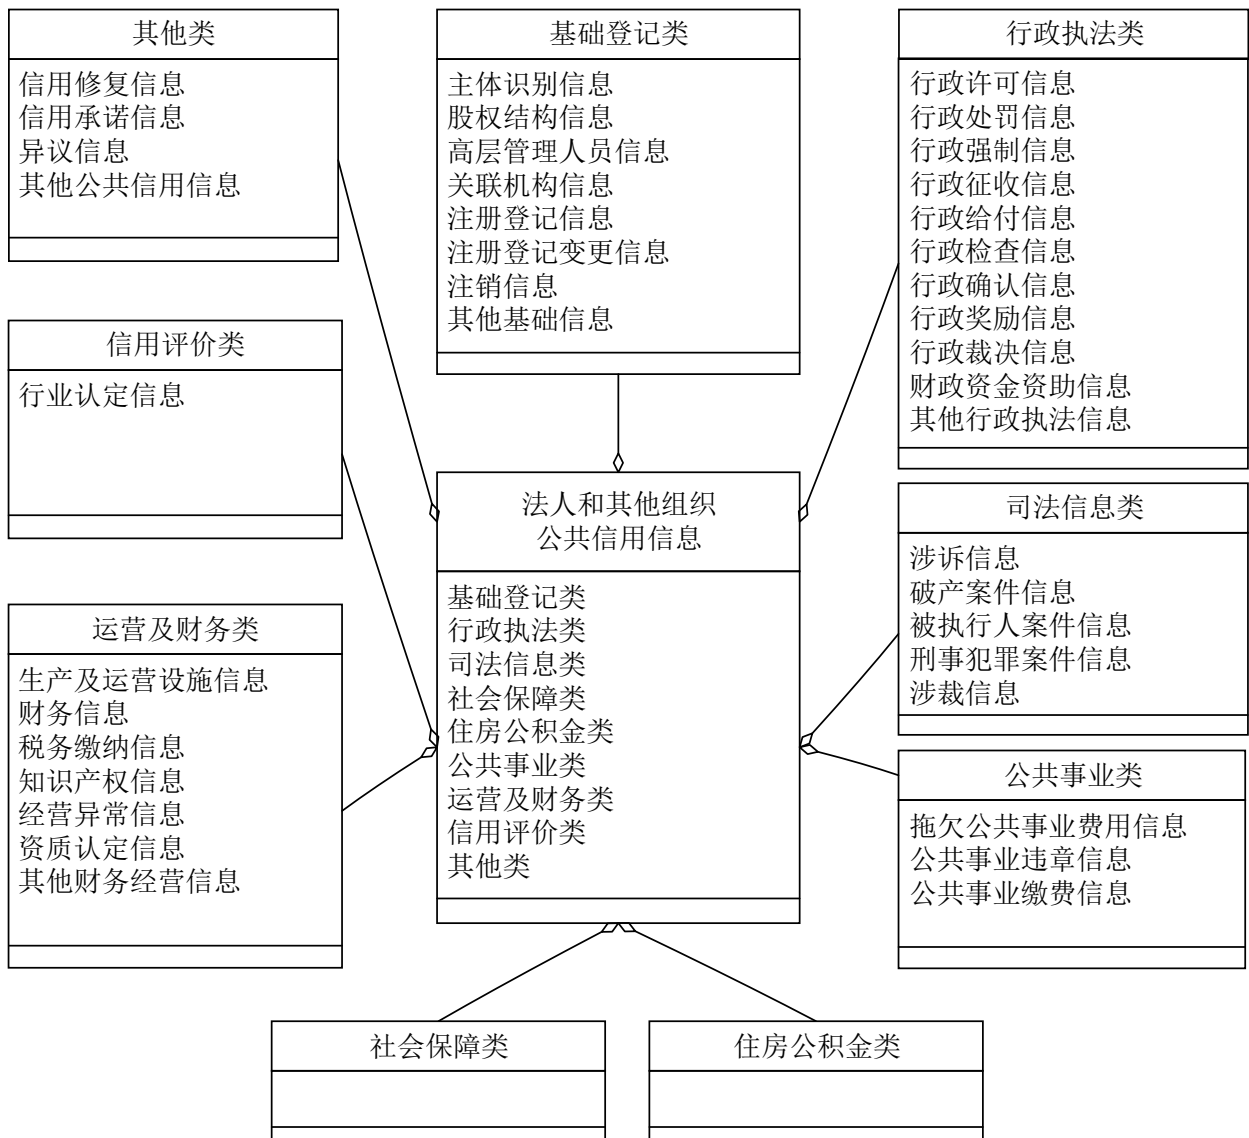 其他类
信用修复信息
信用承诺信息
异议信息
其他公共信用信息
基础登记类
主体识别信息
股权结构信息
高层管理人员信息
关联机构信息
注册登记信息
注册登记变更信息
注销信息
其他基础信息
行政执法类
行政许可信息
行政处罚信息
行政强制信息
行政征收信息
行政给付信息
行政检查信息
行政确认信息
行政奖励信息
行政裁决信息
财政资金资助信息
其他行政执法信息
信用评价类
行业认定信息
法人和其他组织
公共信用信息
基础登记类
行政执法类
司法信息类
社会保障类
住房公积金类
公共事业类
运营及财务类
信用评价类
其他类
司法信息类
涉诉信息
破产案件信息
被执行人案件信息
刑事犯罪案件信息
涉裁信息
运营及财务类
生产及运营设施信息
财务信息
税务缴纳信息
知识产权信息
经营异常信息
资质认定信息
其他财务经营信息
公共事业类
拖欠公共事业费用信息
公共事业违章信息
公共事业缴费信息
社会保障类
住房公积金类